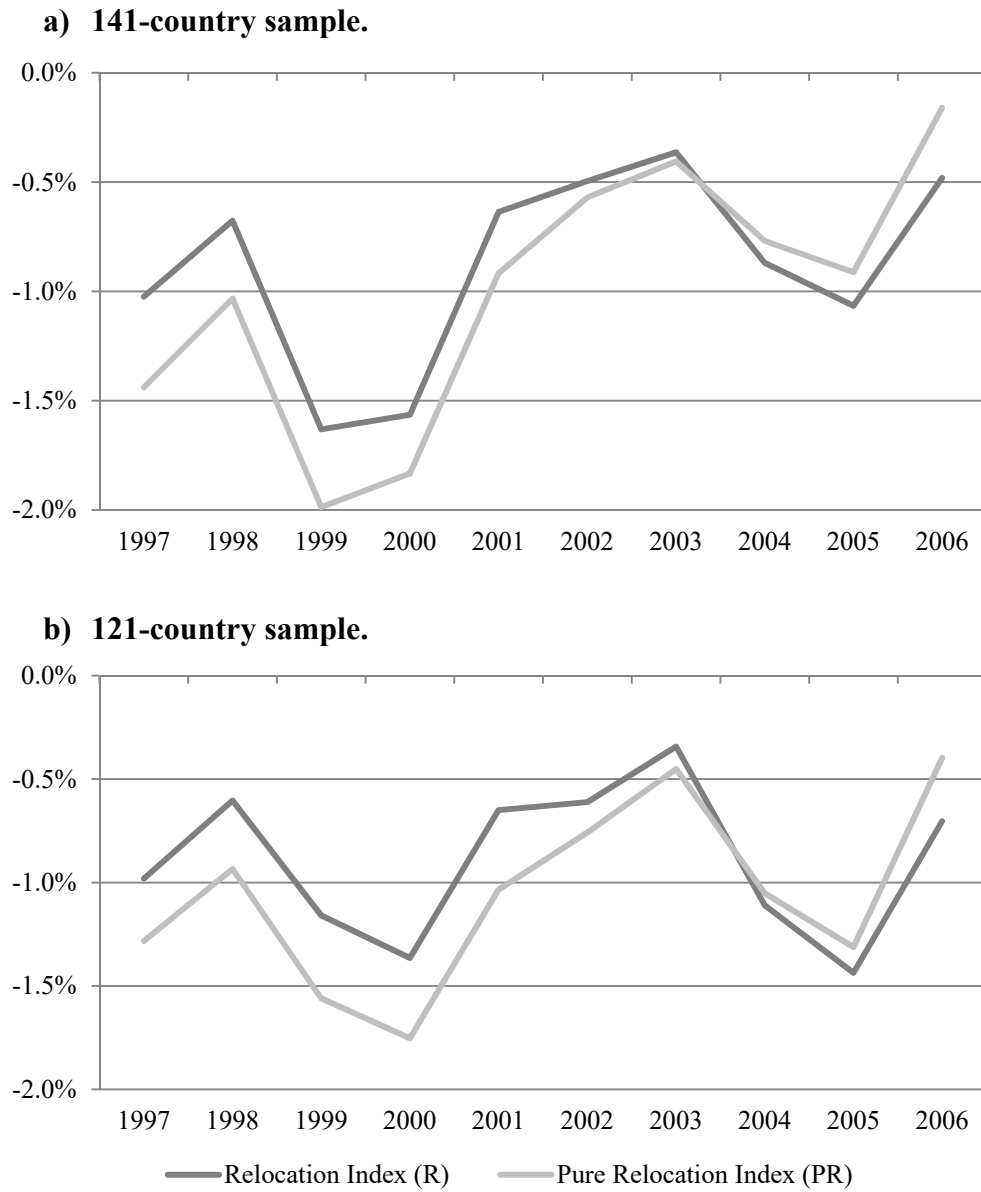 a) 141-country sample.
0.0%
-0.5%
-1.0%
-1.5%
-2.0%
1997 1998 1999 2000 2001 2002 2003 2004 2005 2006
b) 121-country sample.
0.0%
-0.5%
-1.0%
-1.5%
-2.0%
1997 1998 1999 2000 2001 2002 2003 2004 2005 2006
Relocation Index (R) Pure Relocation Index (PR)